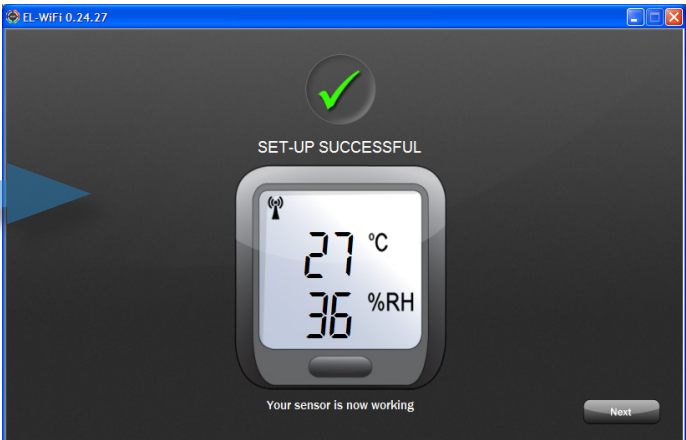 EL-WiFi 0.24.27
SET-UP SUCCESSFUL
27 °C
36 %RH
Your sensor is now working
Next